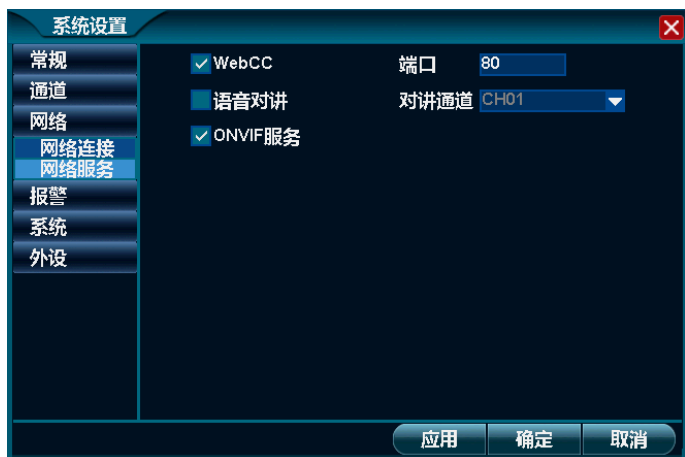 系统设置
常规
通道
网络
网络连接
网络服务
报警
系统
外设
WebCC 端口 80
语音对讲 对讲通道 CH01
ONVIF服务
应用 确定 取消